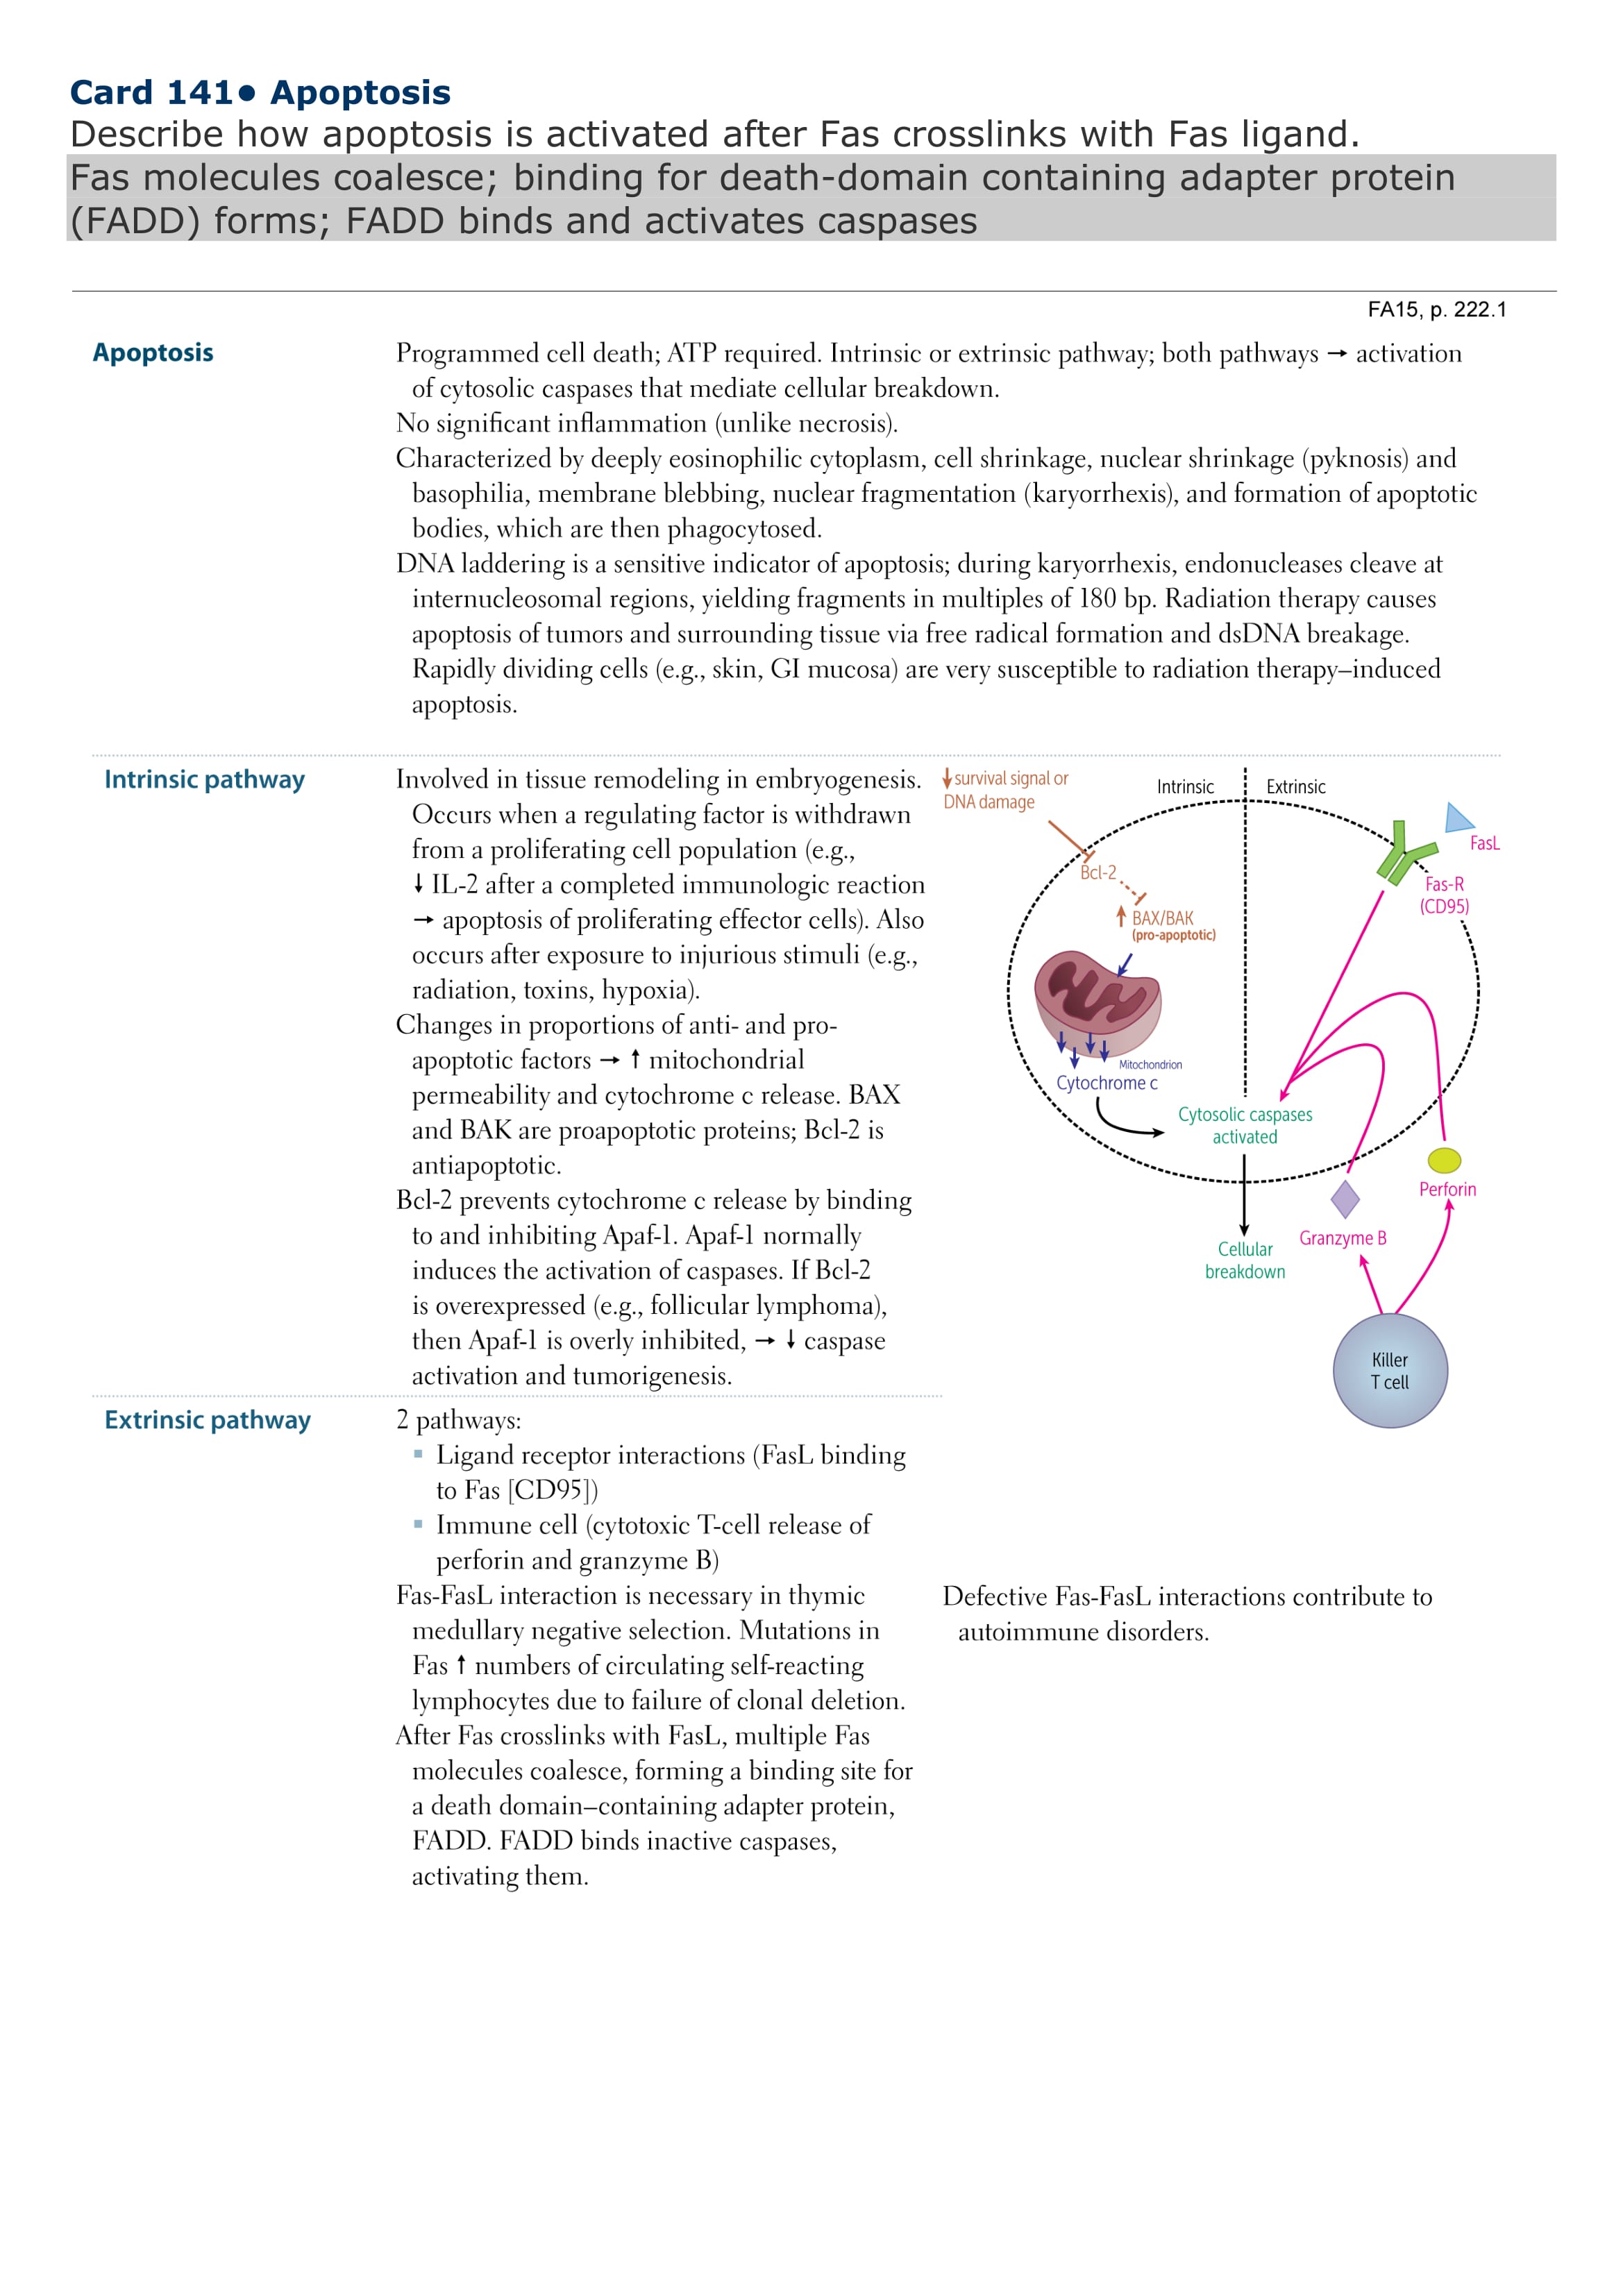 Card 141• Apoptosis
Describe how apoptosis is activated after Fas crosslinks with Fas ligand.
Fas molecules coalesce; binding for death-domain containing adapter protein
(FADD) forms; FADD binds and activates caspases
FA15, p. 222.1
Apoptosis
Programmed cell death; ATP required. Intrinsic or extrinsic pathway; both pathways → activation
of cytosolic caspases that mediate cellular breakdown.
No significant inflammation (unlike necrosis).
Characterized by deeply eosinophilic cytoplasm, cell shrinkage, nuclear shrinkage (pyknosis) and
basophilia, membrane blebbing, nuclear fragmentation (karyorrhexis), and formation of apoptotic
bodies, which are then phagocytosed.
DNA laddering is a sensitive indicator of apoptosis; during karyorrhexis, endonucleases cleave at
internucleosomal regions, yielding fragments in multiples of 180 bp. Radiation therapy causes
apoptosis of tumors and surrounding tissue via free radical formation and dsDNA breakage.
Rapidly dividing cells (e.g., skin, GI mucosa) are very susceptible to radiation therapy–induced
apoptosis.
Intrinsic pathway
Involved in tissue remodeling in embryogenesis.
Occurs when a regulating factor is withdrawn
from a proliferating cell population (e.g.,
↓ IL-2 after a completed immunologic reaction
→ apoptosis of proliferating effector cells). Also
occurs after exposure to injurious stimuli (e.g.,
radiation, toxins, hypoxia).
Changes in proportions of anti- and pro-
apoptotic factors → ↑ mitochondrial
permeability and cytochrome c release. BAX
and BAK are proapoptotic proteins; Bcl-2 is
antiapoptotic.
Bcl-2 prevents cytochrome c release by binding
to and inhibiting Apaf-1. Apaf-1 normally
induces the activation of caspases. If Bcl-2
is overexpressed (e.g., follicular lymphoma),
then Apaf-1 is overly inhibited, → ↓ caspase
activation and tumorigenesis.
↓ survival signal or
DNA damage
Intrinsic
Extrinsic
FasL
Fas-R
(CD95)
Bcl-2
↑ BAX/BAK
(pro-apoptotic)
Mitochondrion
Cytochrome c
Cytosolic caspases
activated
Perforin
Granzyme B
Cellular
breakdown
Killer
T cell
Extrinsic pathway
2 pathways:
▪ Ligand receptor interactions (FasL binding
to Fas [CD95])
▪ Immune cell (cytotoxic T-cell release of
perforin and granzyme B)
Fas-FasL interaction is necessary in thymic
medullary negative selection. Mutations in
Fas ↑ numbers of circulating self-reacting
lymphocytes due to failure of clonal deletion.
After Fas crosslinks with FasL, multiple Fas
molecules coalesce, forming a binding site for
a death domain–containing adapter protein,
FADD. FADD binds inactive caspases,
activating them.
Defective Fas-FasL interactions contribute to
autoimmune disorders.